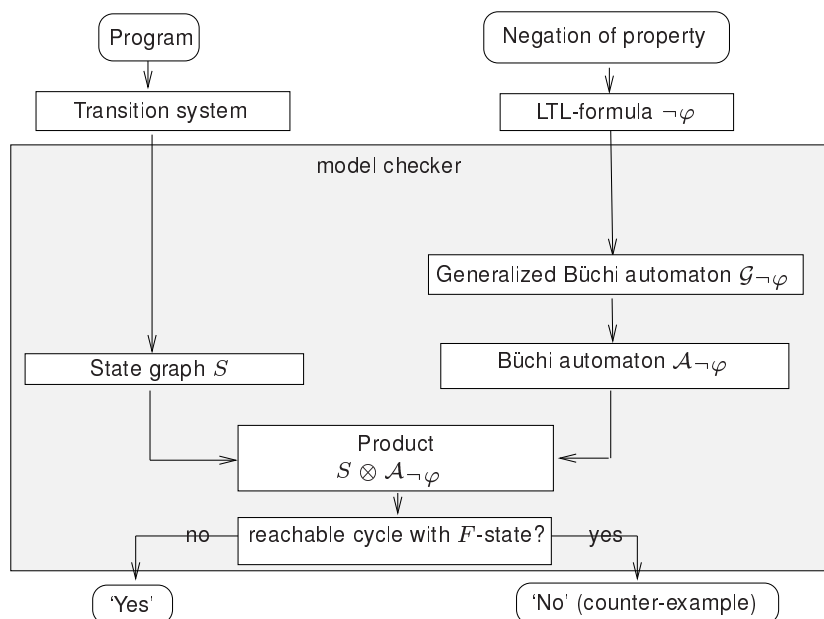 Program
Negation of property
Transition system
LTL-formula ¬φ
model checker
Generalized Büchi automaton 𝒢¬φ
State graph S
Büchi automaton 𝒜¬φ
Product
S ⊗ 𝒜¬φ
no
reachable cycle with F-state?
yes
‘Yes’
‘No’ (counter-example)